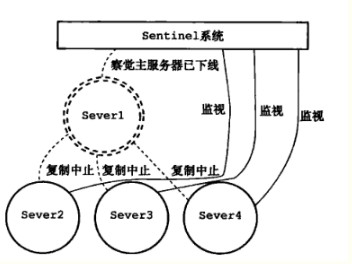 Sentinel系统
察觉主服务器已下线
Sever1
监视
监视
监视
复制中止
复制中止
复制中止
Sever2
Sever3
Sever4